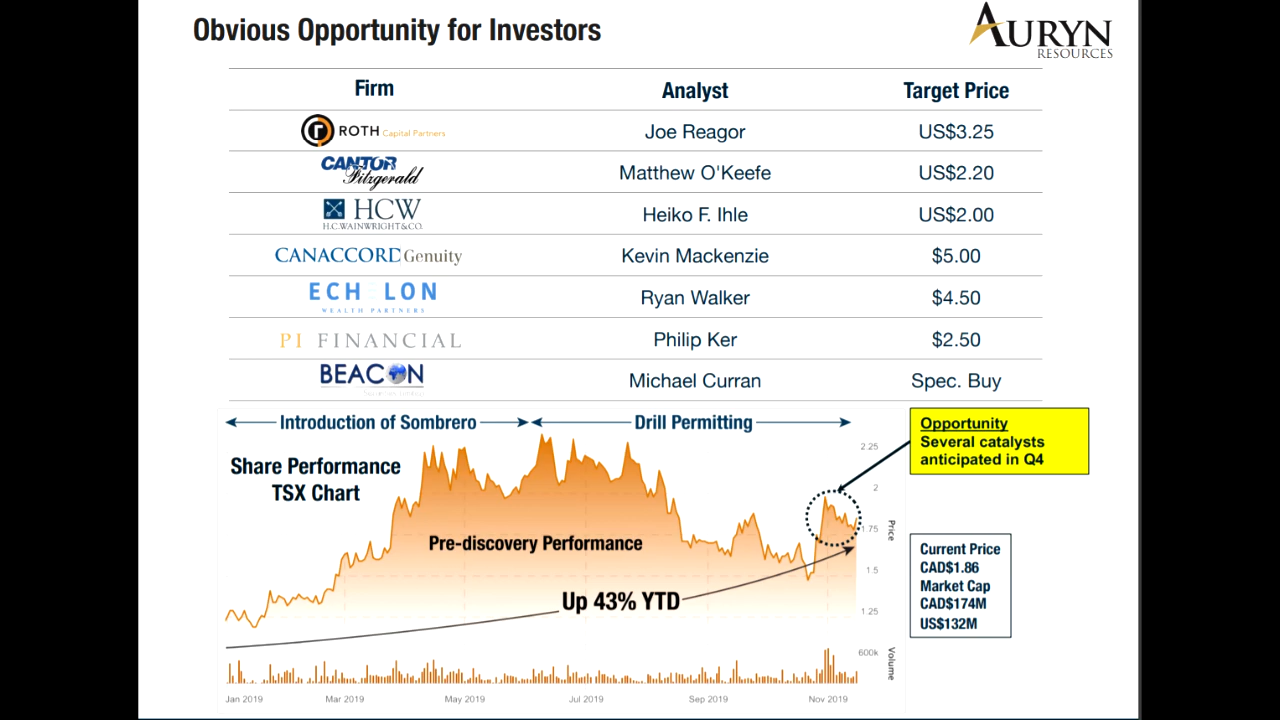 Obvious Opportunity for Investors
AURYN
RESOURCES
Firm Analyst Target Price
r ROTH Capital Partners Joe Reagor US$3.25
CANTOR
Fitzgerald Matthew O'Keefe US$2.20
HCW
H.C.WAINWRIGHT&CO. Heiko F. Ihle US$2.00
CANACCORD Genuity Kevin Mackenzie $5.00
ECHELON
WEALTH PARTNERS Ryan Walker $4.50
PI FINANCIAL Philip Ker $2.50
BEACON Michael Curran Spec. Buy
Introduction of Sombrero Drill Permitting
Opportunity
Several catalysts
anticipated in Q4
Share Performance
TSX Chart
Pre-discovery Performance
Up 43% YTD
2.25
2
1.75
1.5
1.25
Price
600k
Volume
Current Price
CAD$1.86
Market Cap
CAD$174M
US$132M
Jan 2019 Mar 2019 May 2019 Jul 2019 Sep 2019 Nov 2019